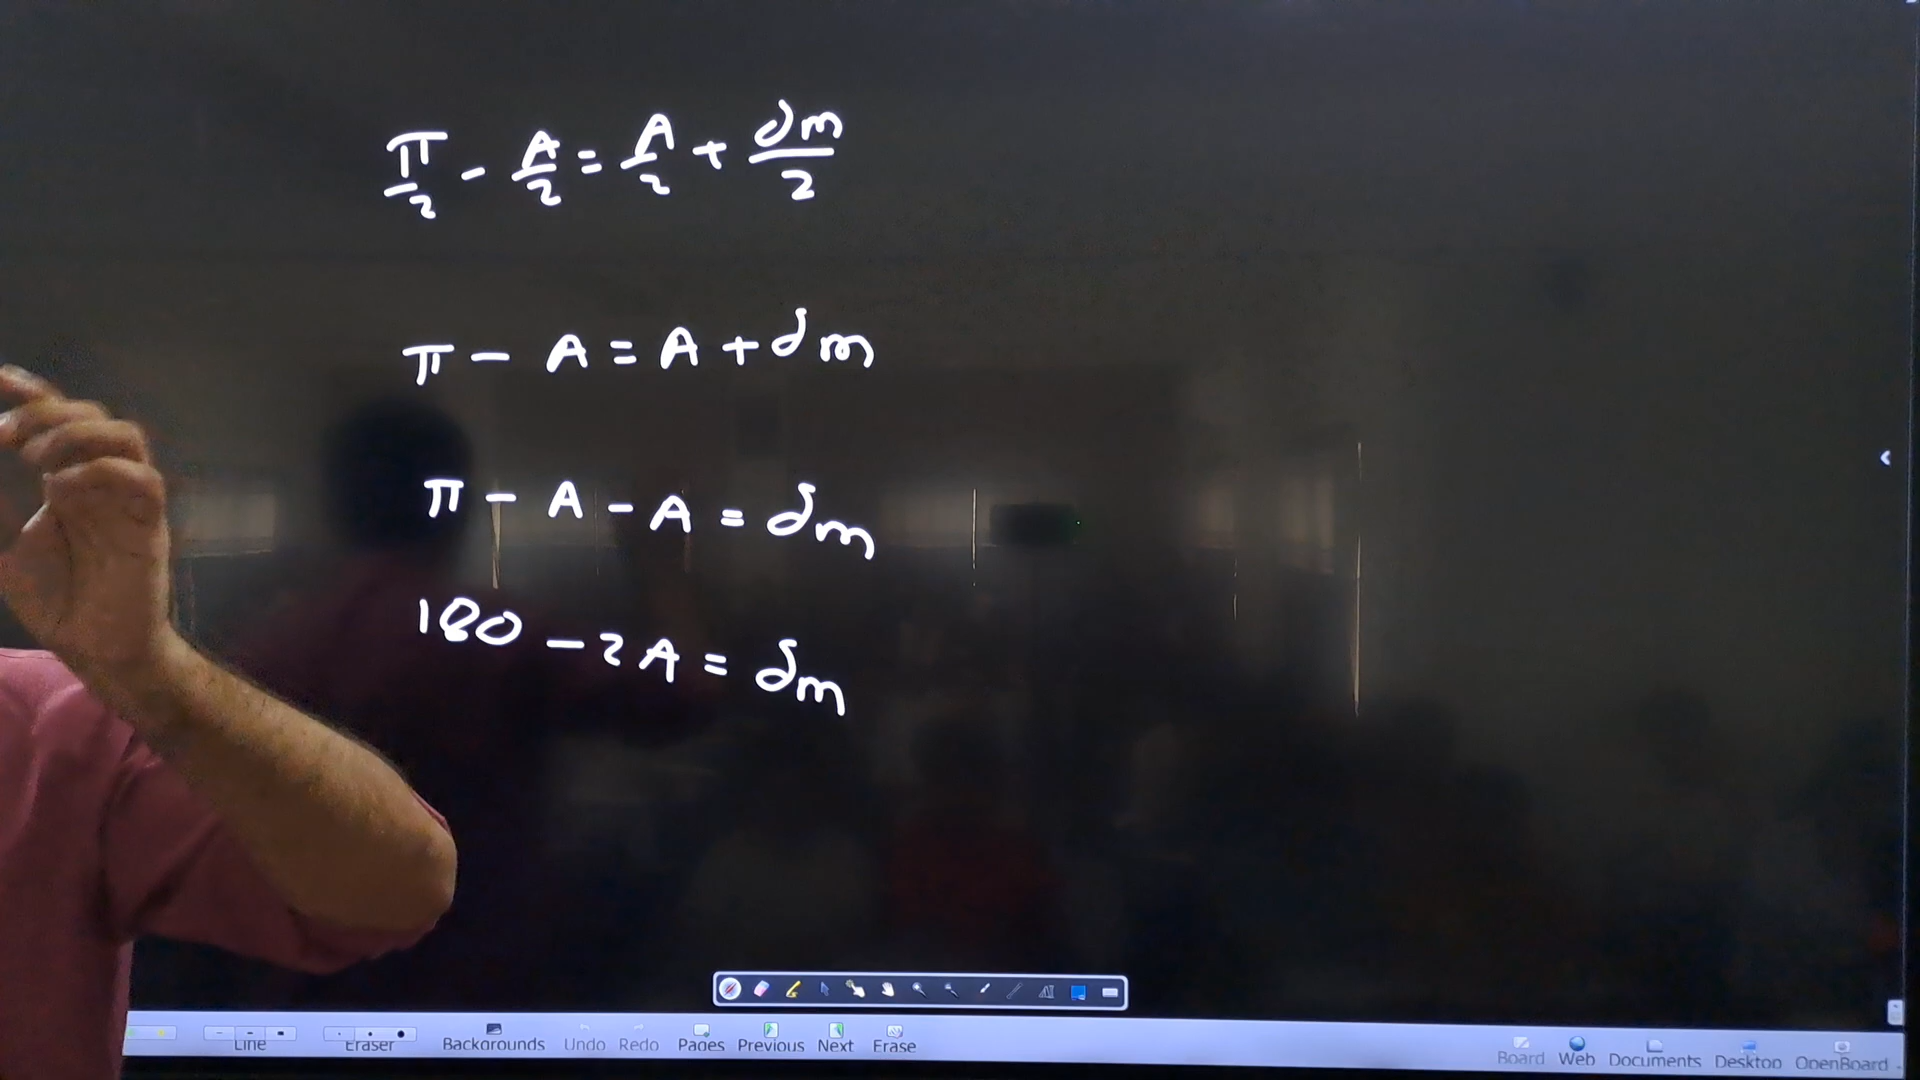 π/2 - A/2 = A/2 + δm/2
π - A = A + δm
π - A - A = δm
180 - 2A = δm
Line Eraser Backgrounds Undo Redo Pages Previous Next Erase Board Web Documents Desktop OpenBoard